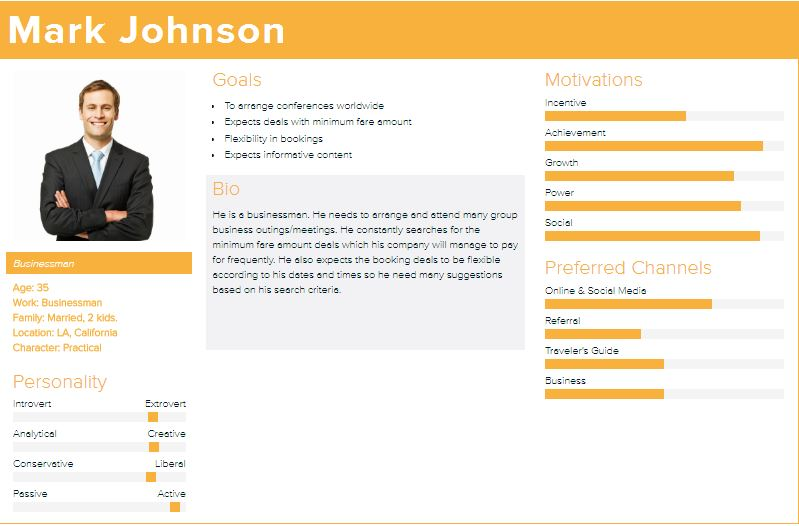 Mark Johnson
Businessman
Age: 35
Work: Businessman
Family: Married, 2 kids.
Location: LA, California
Character: Practical
Personality
Introvert Extrovert
Analytical Creative
Conservative Liberal
Passive Active
Goals
• To arrange conferences worldwide
• Expects deals with minimum fare amount
• Flexibility in bookings
• Expects informative content
Bio
He is a businessman. He needs to arrange and attend many group
business outings/meetings. He constantly searches for the
minimum fare amount deals which his company will manage to pay
for frequently. He also expects the booking deals to be flexible
according to his dates and times so he need many suggestions
based on his search criteria.
Motivations
Incentive
Achievement
Growth
Power
Social
Preferred Channels
Online & Social Media
Referral
Traveler's Guide
Business